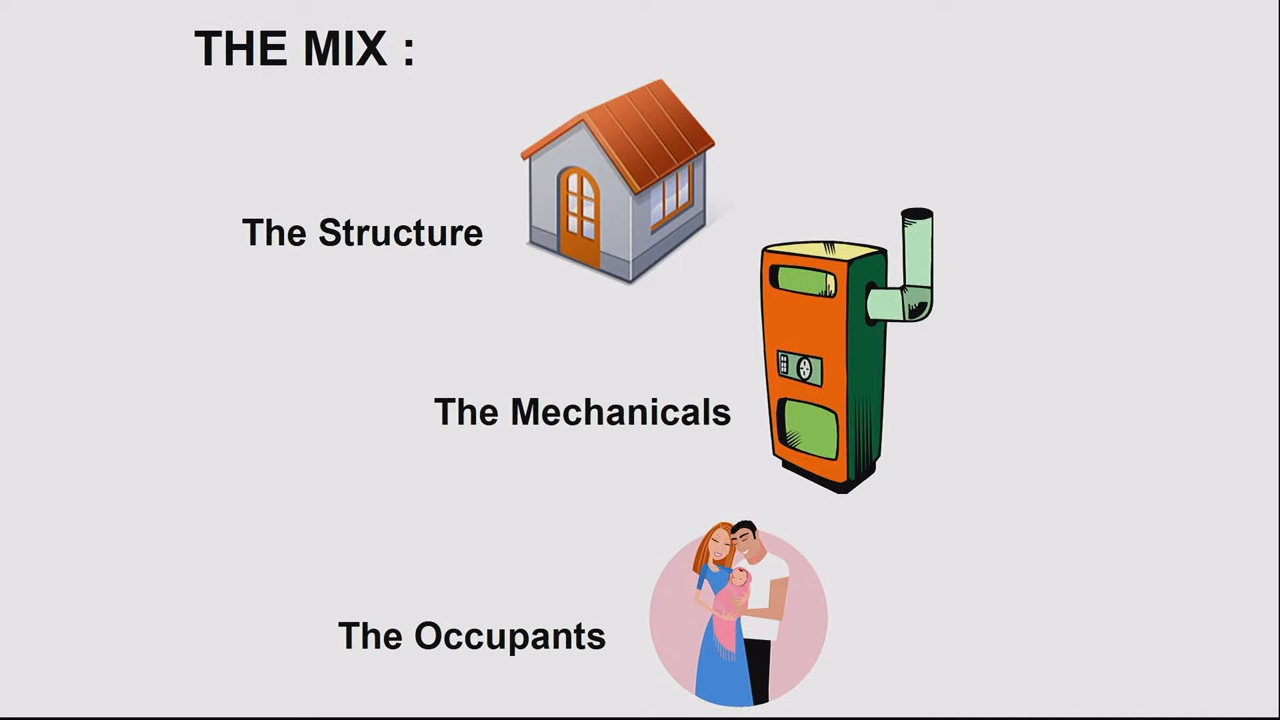 THE MIX :
The Structure
The Mechanicals
The Occupants